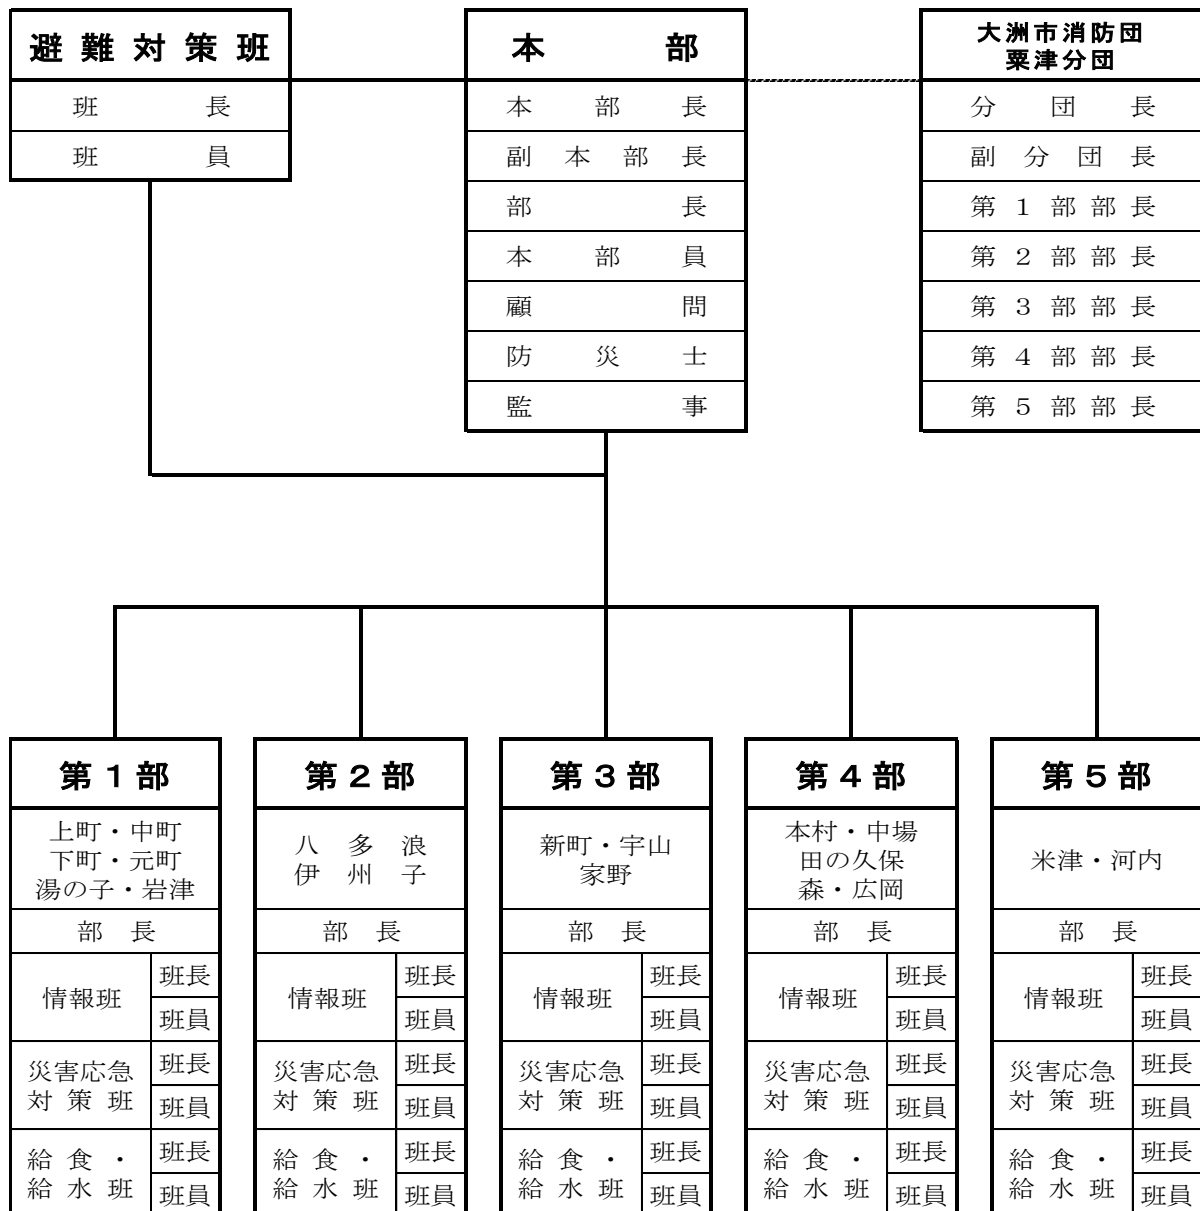 避難対策班
班長
班員
本部
本部長
副本部長
部長
本部員
顧問
防災士
監事
大洲市消防団
粟津分団
分団長
副分団長
第1部部長
第2部部長
第3部部長
第4部部長
第5部部長
第1部
上町・中町
下町・元町
湯の子・岩津
部長
情報班
班長
班員
災害応急
対策班
班長
班員
給食・
給水班
班長
班員
第2部
八多浪
伊州子
部長
情報班
班長
班員
災害応急
対策班
班長
班員
給食・
給水班
班長
班員
第3部
新町・宇山
家野
部長
情報班
班長
班員
災害応急
対策班
班長
班員
給食・
給水班
班長
班員
第4部
本村・中場
田の久保
森・広岡
部長
情報班
班長
班員
災害応急
対策班
班長
班員
給食・
給水班
班長
班員
第5部
米津・河内
部長
情報班
班長
班員
災害応急
対策班
班長
班員
給食・
給水班
班長
班員